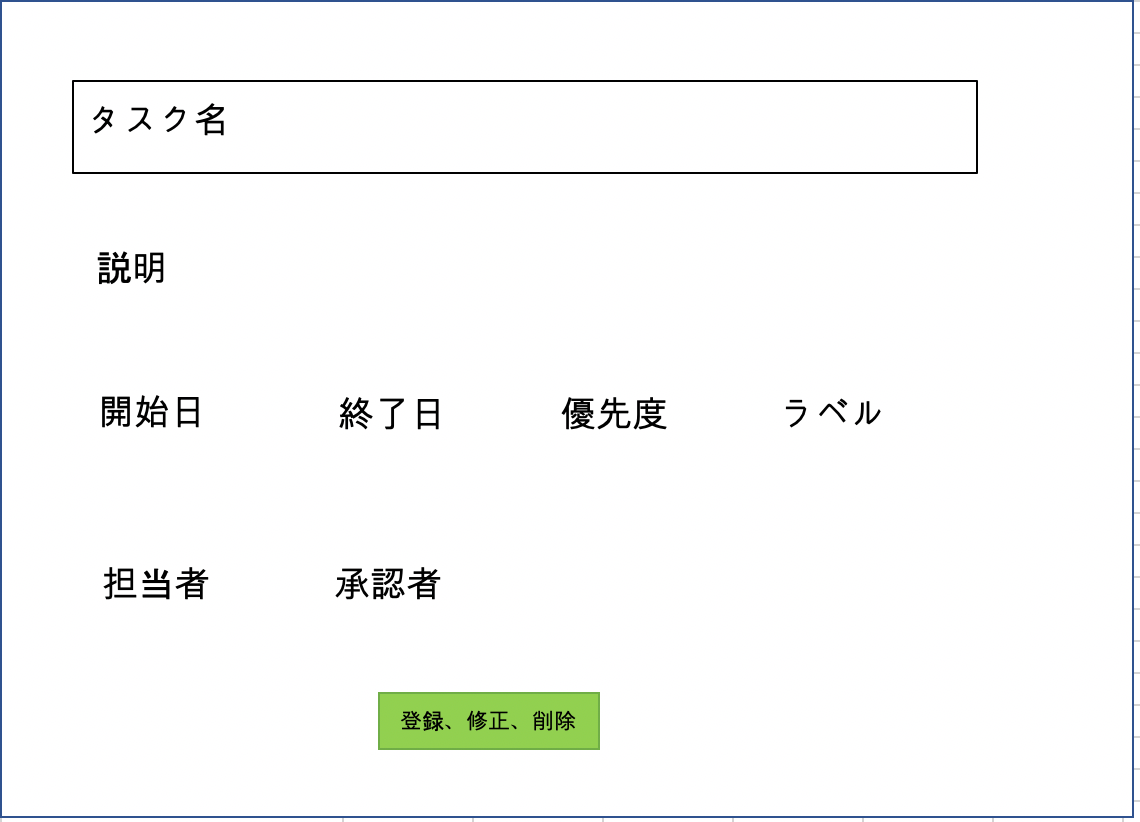 タスク名
説明
開始日 終了日 優先度 ラベル
担当者 承認者
登録、修正、削除